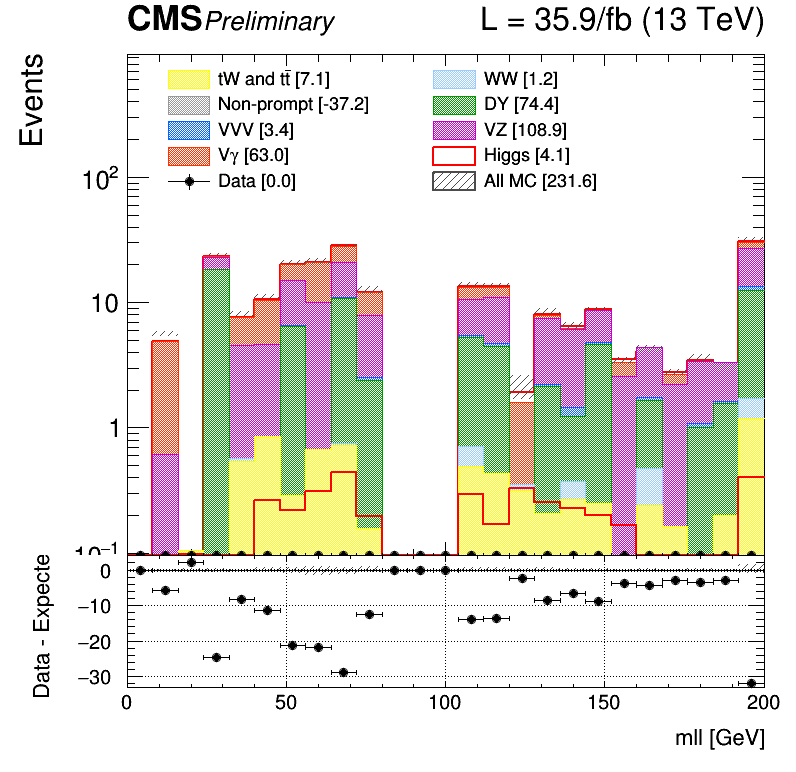 CMS Preliminary L = 35.9/fb (13 TeV)
Events
tW and tt̄ [7.1] WW [1.2]
Non-prompt [-37.2] DY [74.4]
VVV [3.4] VZ [108.9]
Vγ [63.0] Higgs [4.1]
Data [0.0] All MC [231.6]
10²
10
1
10⁻¹
Data - Expecte
0
−10
−20
−30
0 50 100 150 200
mll [GeV]